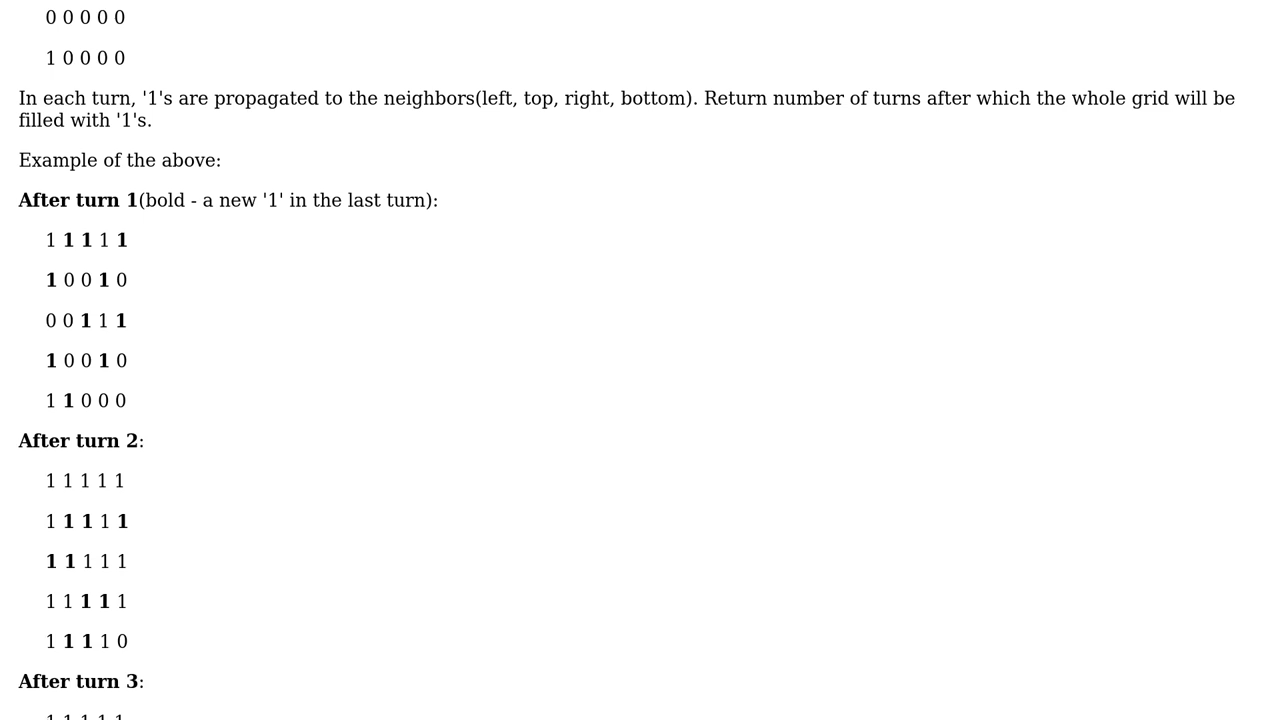 0 0 0 0 0
1 0 0 0 0
In each turn, '1's are propagated to the neighbors(left, top, right, bottom). Return number of turns after which the whole grid will be
filled with '1's.
Example of the above:
After turn 1(bold - a new '1' in the last turn):
1 1 1 1 1
1 0 0 1 0
0 0 1 1 1
1 0 0 1 0
1 1 0 0 0
After turn 2:
1 1 1 1 1
1 1 1 1 1
1 1 1 1 1
1 1 1 1 1
1 1 1 1 0
After turn 3:
1 1 1 1 1